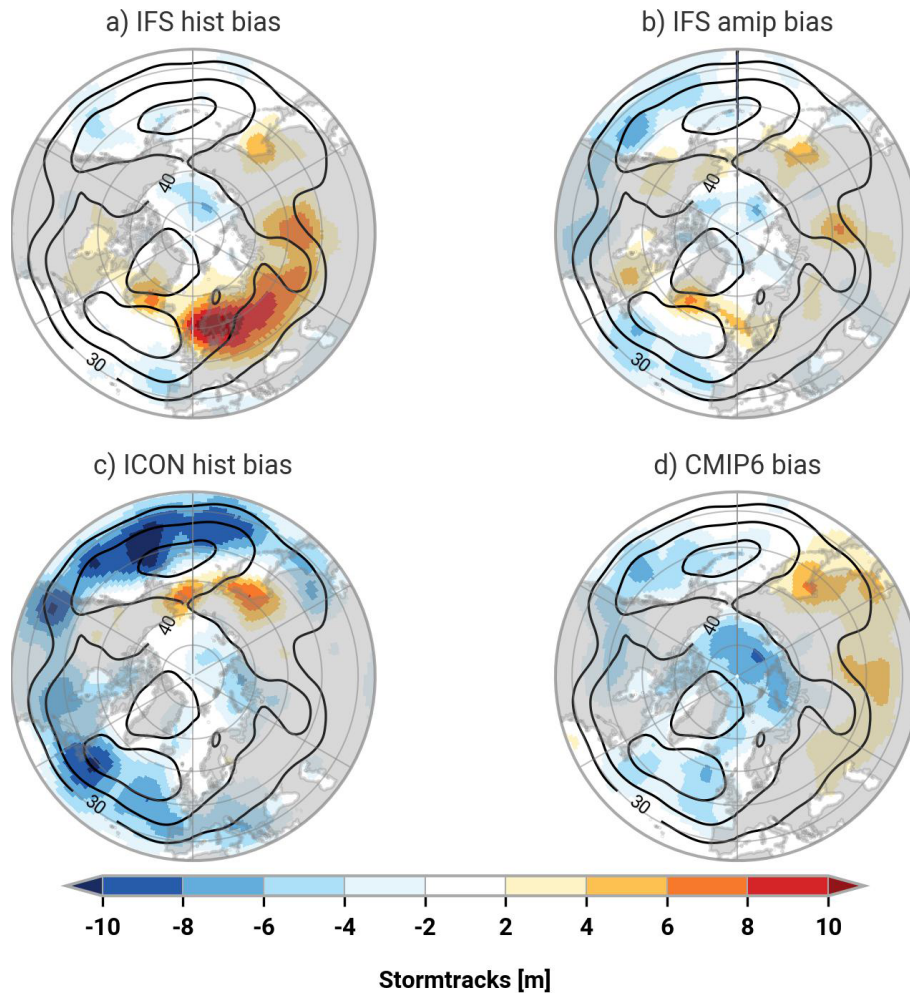 a) IFS hist bias
b) IFS amip bias
40
30
40
30
c) ICON hist bias
d) CMIP6 bias
40
30
40
30
-10 -8 -6 -4 -2 2 4 6 8 10
Stormtracks [m]